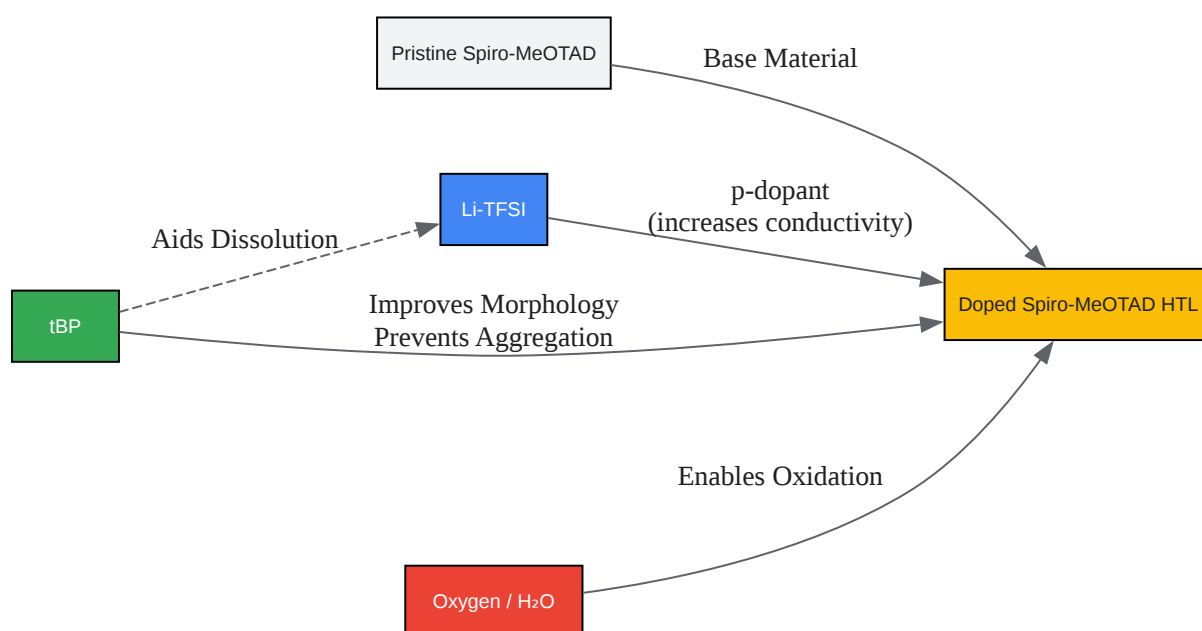 Pristine Spiro-MeOTAD
Base Material
Li-TFSI
p-dopant
(increases conductivity)
Aids Dissolution
tBP
Improves Morphology
Prevents Aggregation
Doped Spiro-MeOTAD HTL
Enables Oxidation
Oxygen / H₂O